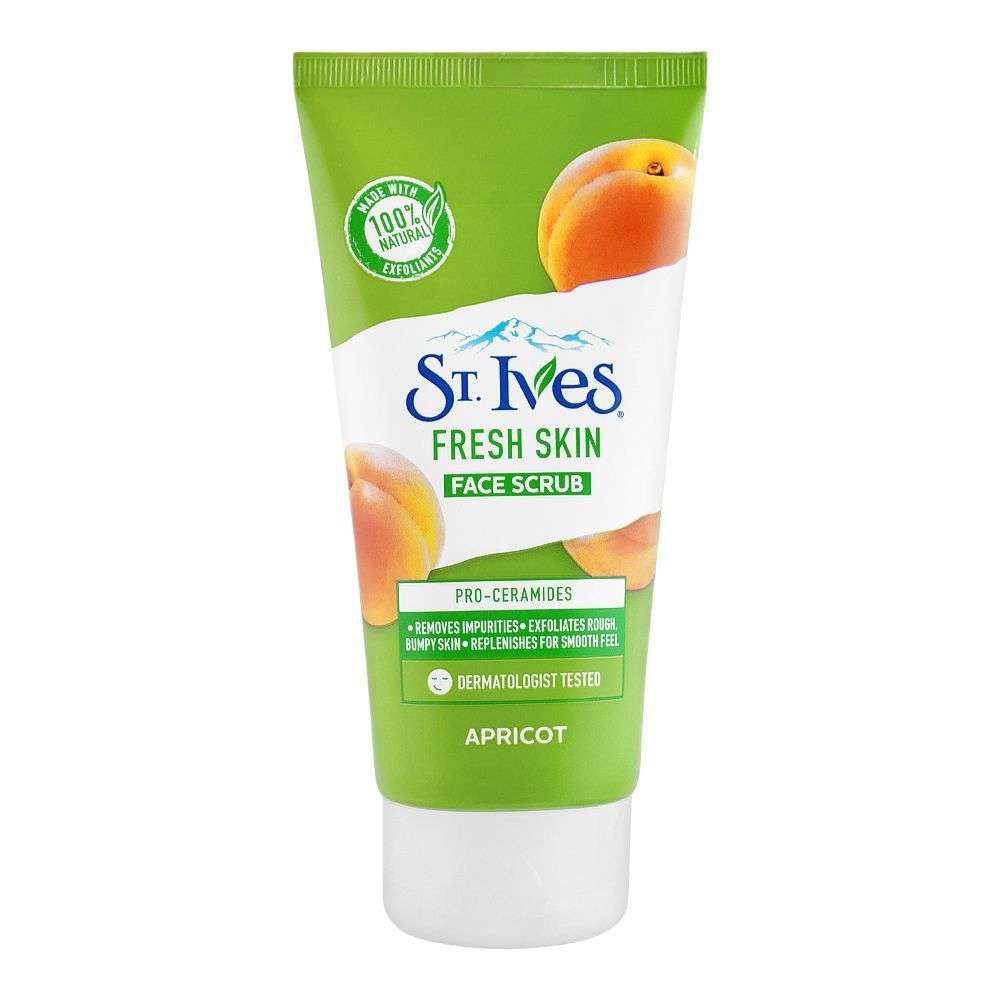 MADE WITH
100%
NATURAL
EXFOLIANTS
ST. IVES®
FRESH SKIN
FACE SCRUB
PRO-CERAMIDES
• REMOVES IMPURITIES • EXFOLIATES ROUGH,
BUMPY SKIN • REPLENISHES FOR SMOOTH FEEL
DERMATOLOGIST TESTED
APRICOT